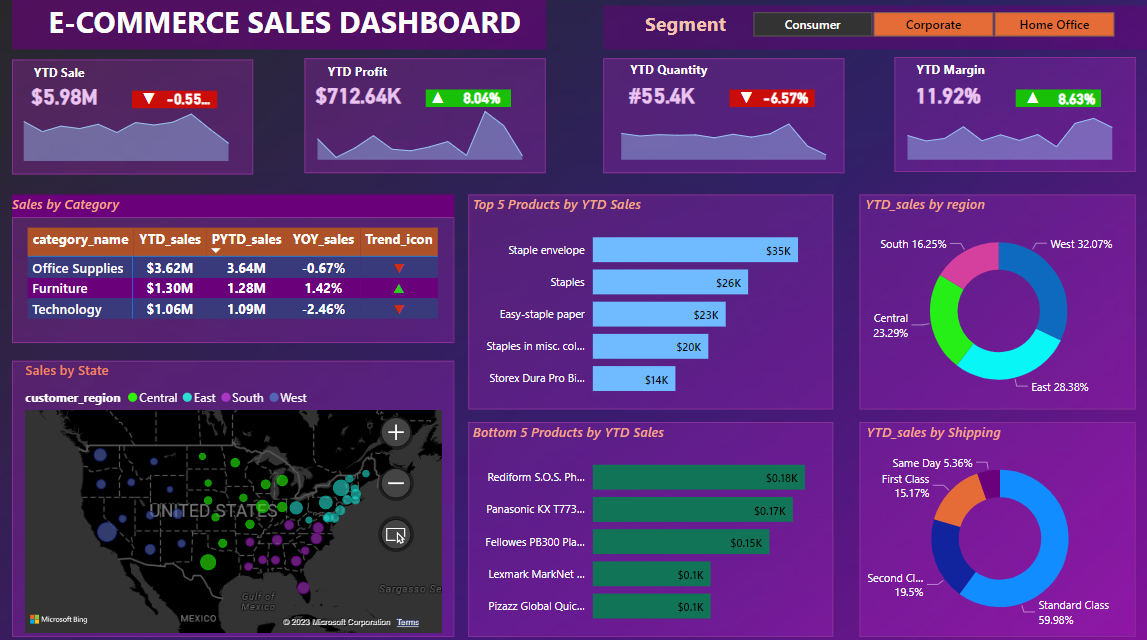 E-COMMERCE SALES DASHBOARD
Segment
Consumer
Corporate
Home Office
YTD Sale
$5.98M
▼ -0.55...
YTD Profit
$712.64K
▲ 8.04%
YTD Quantity
#55.4K
▼ -6.57%
YTD Margin
11.92%
▲ 8.63%
Sales by Category
category_name YTD_sales PYTD_sales YOY_sales Trend_icon
Office Supplies $3.62M 3.64M -0.67% ▼
Furniture $1.30M 1.28M 1.42% ▲
Technology $1.06M 1.09M -2.46% ▼
Sales by State
customer_region Central East South West
UNITED STATES
Gulf of
Mexico
Sargasso Se
MEXICO
Microsoft Bing
© 2023 Microsoft Corporation Terms
Top 5 Products by YTD Sales
Staple envelope $35K
Staples $26K
Easy-staple paper $23K
Staples in misc. col... $20K
Storex Dura Pro Bi... $14K
Bottom 5 Products by YTD Sales
Rediform S.O.S. Ph... $0.18K
Panasonic KX T773... $0.17K
Fellowes PB300 Pla... $0.15K
Lexmark MarkNet ... $0.1K
Pizazz Global Quic... $0.1K
YTD_sales by region
South 16.25%
West 32.07%
Central
23.29%
East 28.38%
YTD_sales by Shipping
Same Day 5.36%
First Class
15.17%
Second Cl...
19.5%
Standard Class
59.98%